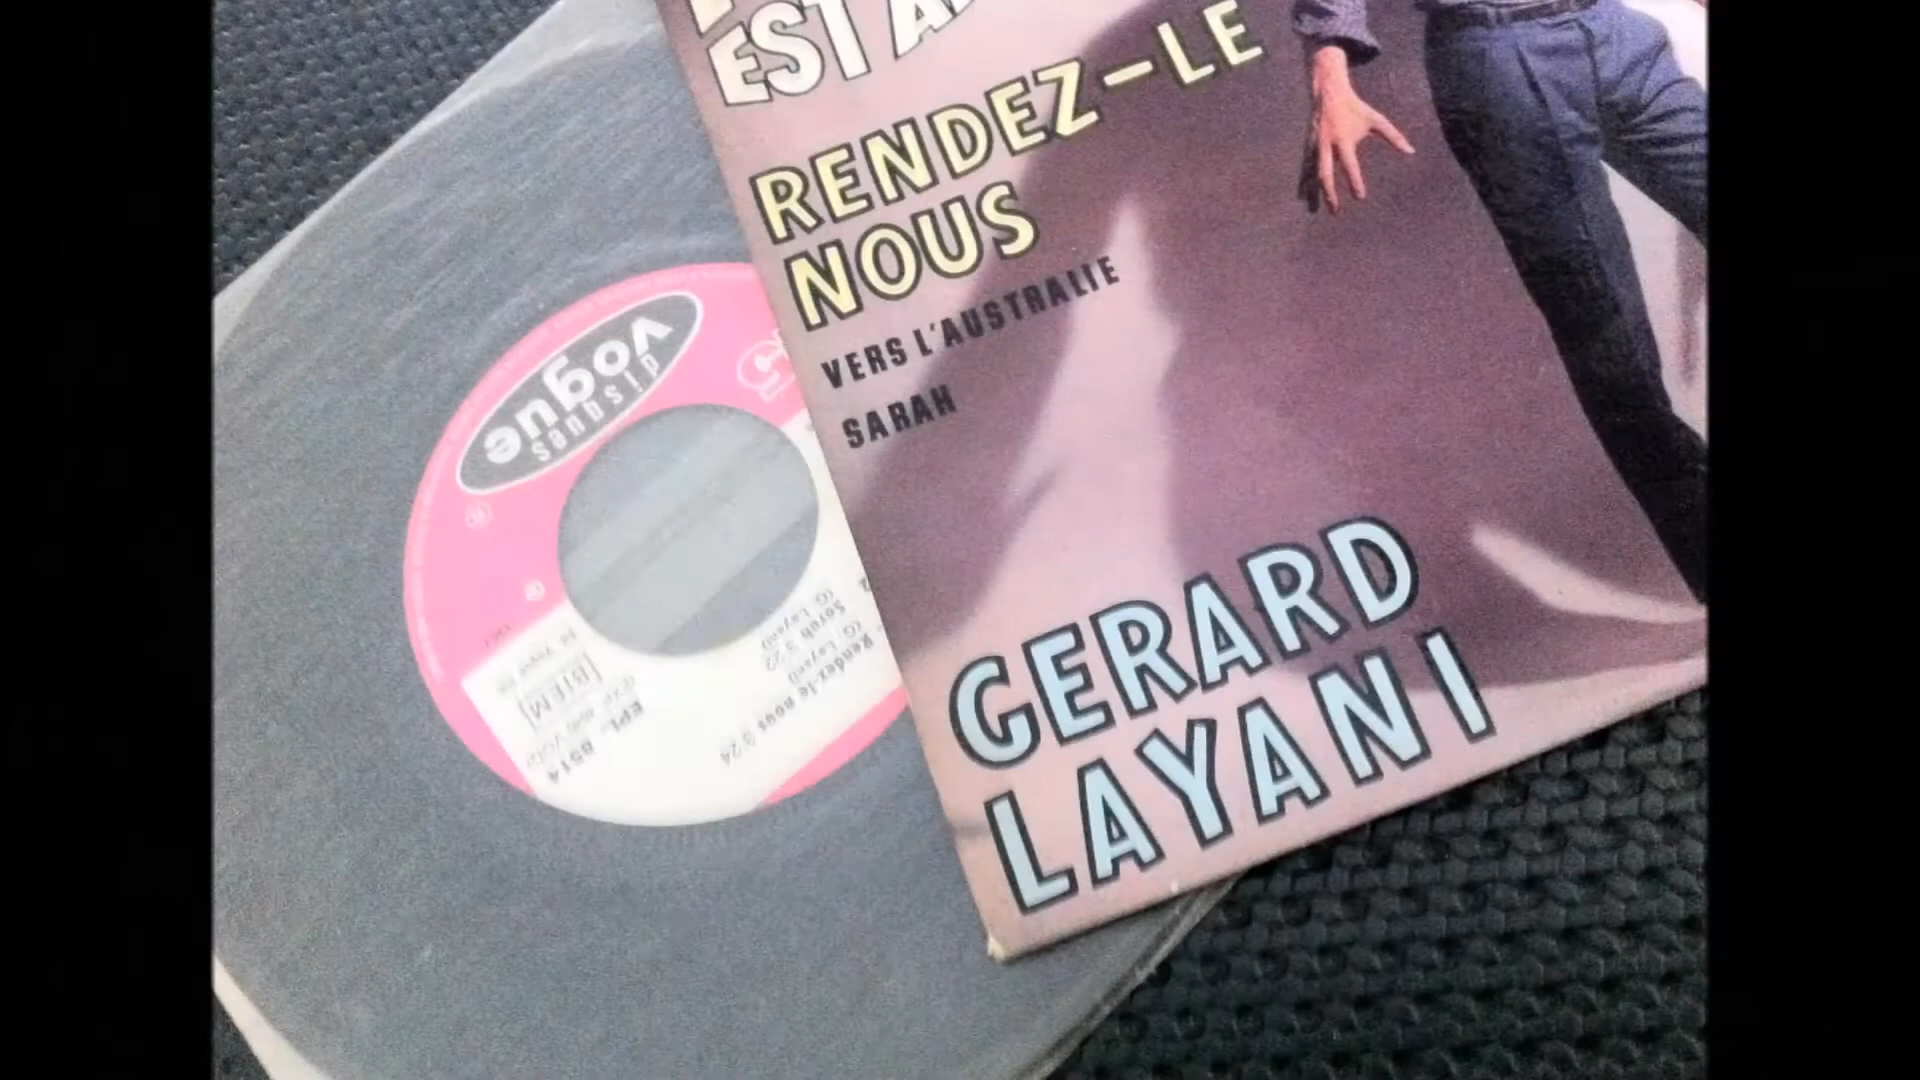 EST
RENDEZ-LE
NOUS
VERS L'AUSTRALIE
SARAH
GERARD
LAYANI
disques
vogue
BIEM
EPL. 8514
Rendez-le nous 3'24
(G. Layani)
Sarah 3'22
(G. Layani)